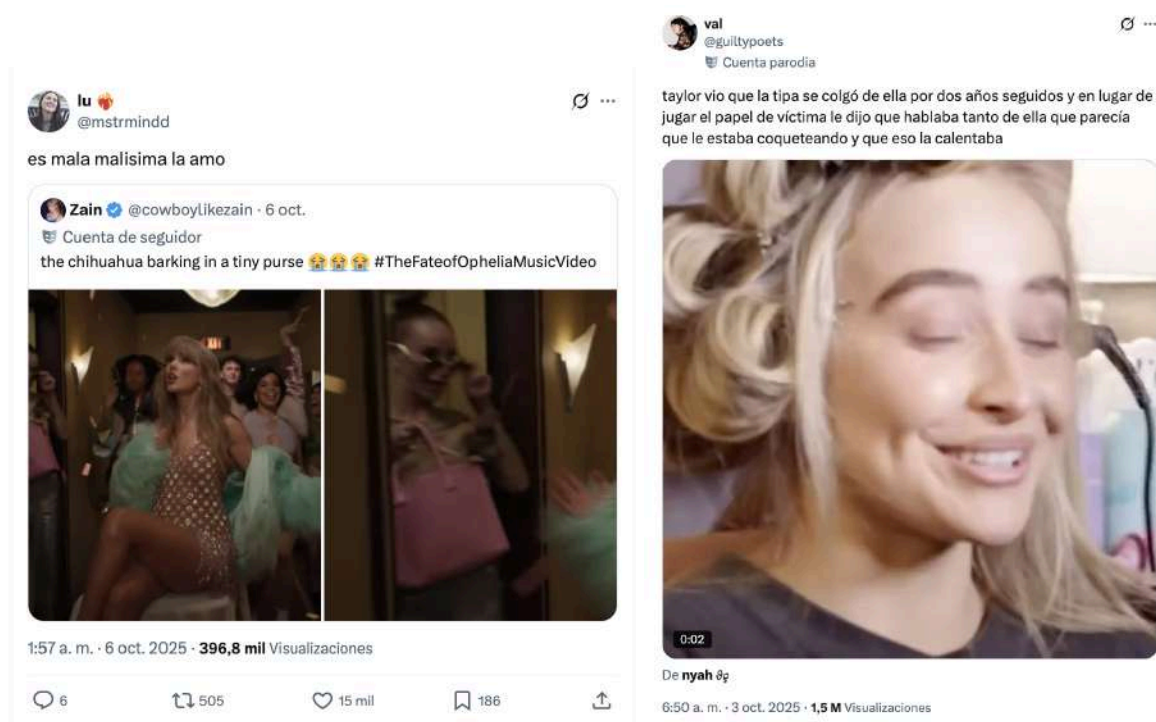 lu ❤️‍🔥
@mstrmindd
es mala malisima la amo
Zain @cowboylikezain · 6 oct.
Cuenta de seguidor
the chihuahua barking in a tiny purse 😭😭😭 #TheFateofOpheliaMusicVideo
1:57 a. m. · 6 oct. 2025 · 396,8 mil Visualizaciones
6 505 15 mil 186
val
@guiltypoets
Cuenta parodia
taylor vio que la tipa se colgó de ella por dos años seguidos y en lugar de
jugar el papel de víctima le dijo que hablaba tanto de ella que parecía
que le estaba coqueteando y que eso la calentaba
0:02
De nyah
6:50 a. m. · 3 oct. 2025 · 1,5 M Visualizaciones